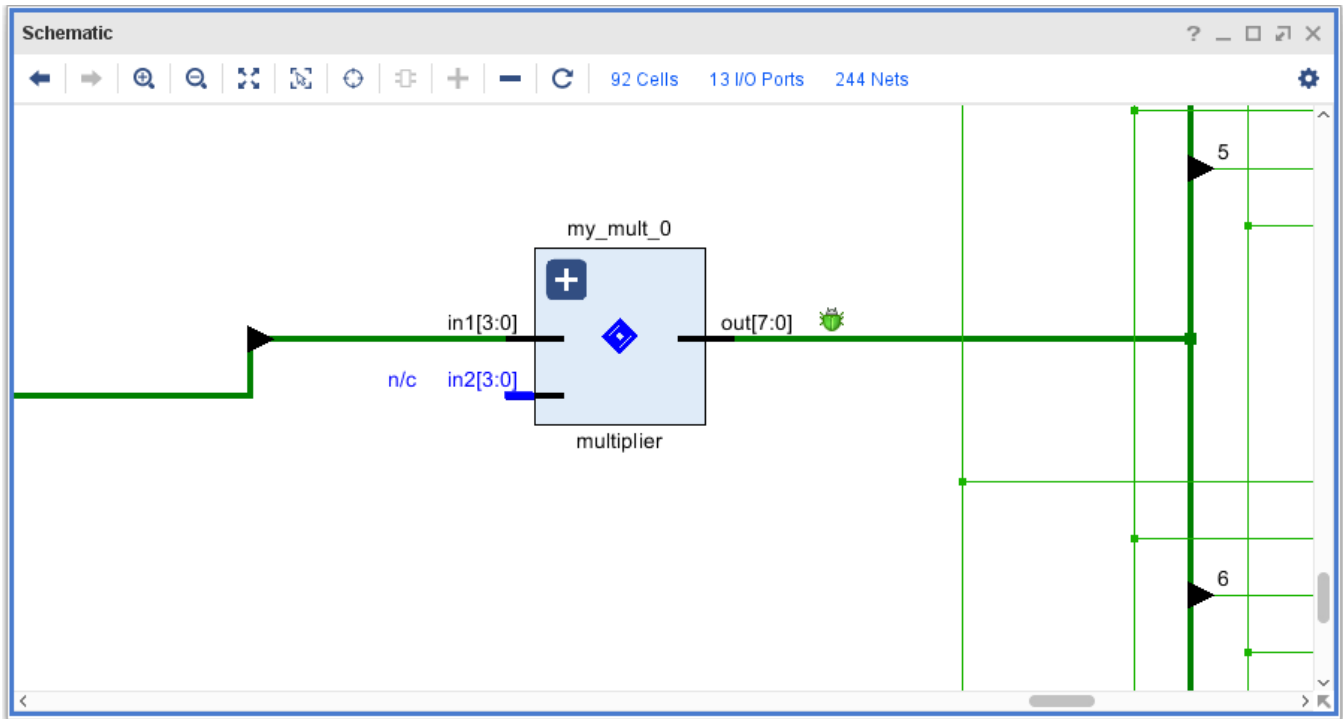 Schematic
92 Cells 13 I/O Ports 244 Nets
5
my_mult_0
in1[3:0] out[7:0]
n/c in2[3:0]
multiplier
6